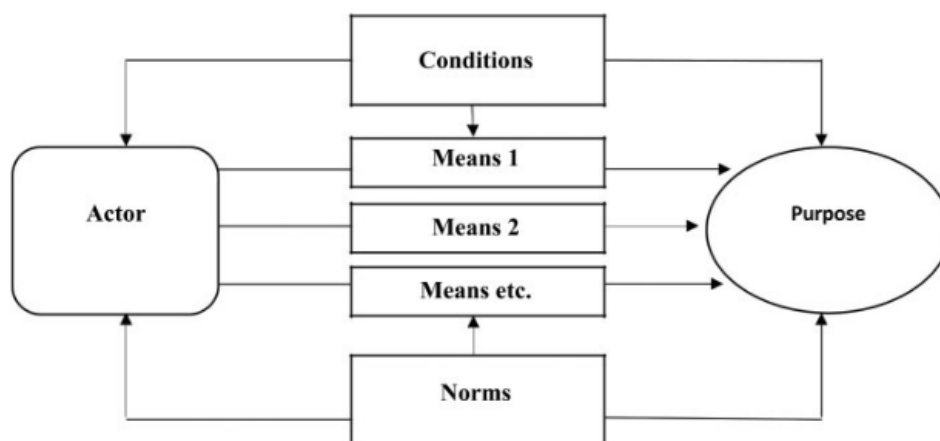 Conditions
Means 1
Actor
Means 2
Purpose
Means etc.
Norms